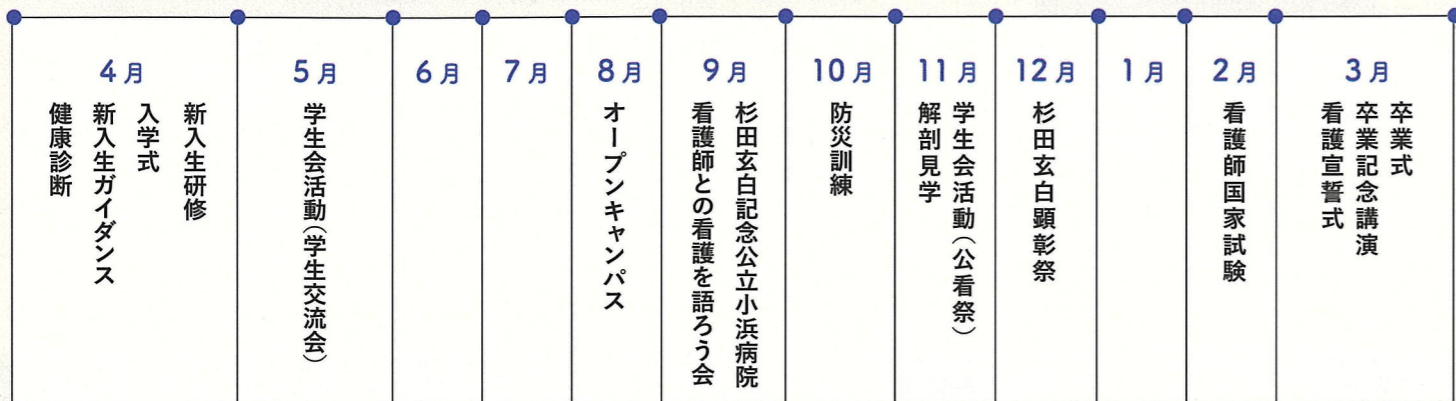 4月
新入生研修
入学式
新入生ガイダンス
健康診断
5月
学生会活動(学生交流会)
6月
7月
8月
オープンキャンパス
9月
杉田玄白記念公立小浜病院
看護師との看護を語ろう会
10月
防災訓練
11月
学生会活動(公看祭)
解剖見学
12月
杉田玄白顕彰祭
1月
2月
看護師国家試験
3月
卒業式
卒業記念講演
看護宣誓式